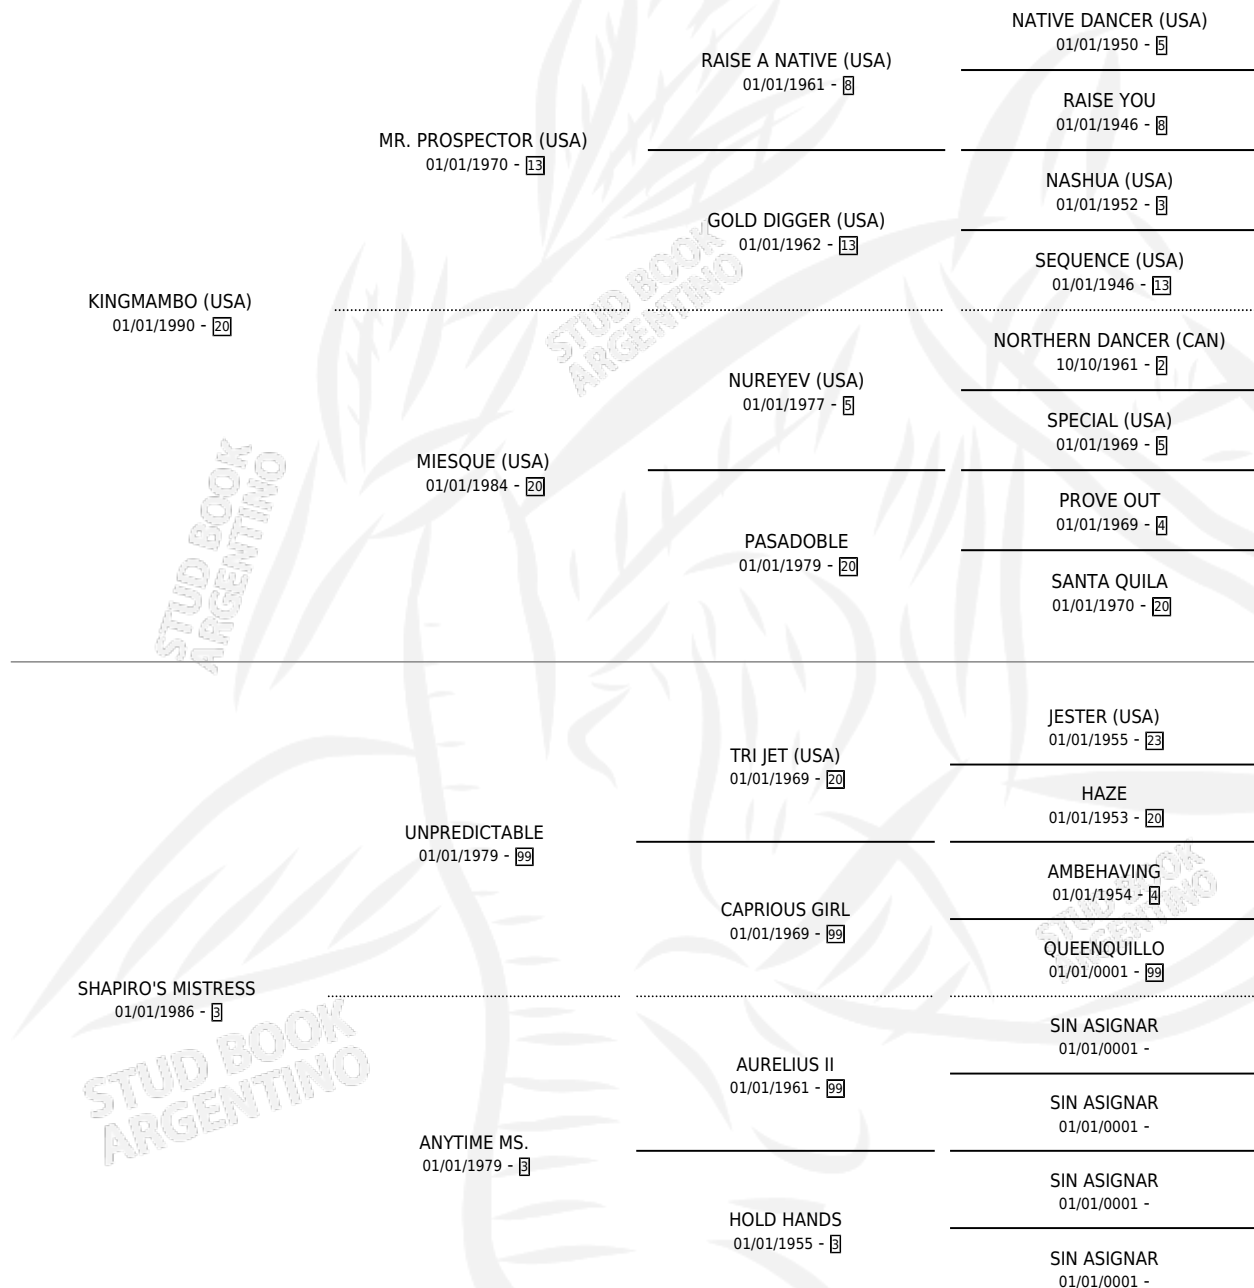 NATIVE DANCER (USA)
01/01/1950 - 5
RAISE A NATIVE (USA)
01/01/1961 - 8
RAISE YOU
01/01/1946 - 8
MR. PROSPECTOR (USA)
01/01/1970 - 13
NASHUA (USA)
01/01/1952 - 3
GOLD DIGGER (USA)
01/01/1962 - 13
SEQUENCE (USA)
01/01/1946 - 13
KINGMAMBO (USA)
01/01/1990 - 20
STUD BOOK
ARGENTINO
NORTHERN DANCER (CAN)
10/10/1961 - 2
NUREYEV (USA)
01/01/1977 - 5
SPECIAL (USA)
01/01/1969 - 5
MIESQUE (USA)
01/01/1984 - 20
PROVE OUT
01/01/1969 - 4
PASADOBLE
01/01/1979 - 20
SANTA QUILA
01/01/1970 - 20
STUD BOOK
ARGENTINO
JESTER (USA)
01/01/1955 - 23
TRI JET (USA)
01/01/1969 - 20
HAZE
01/01/1953 - 20
UNPREDICTABLE
01/01/1979 - 99
AMBEHAVING
01/01/1954 - 4
CAPRIOUS GIRL
01/01/1969 - 99
STUD BOOK
ARGENTINO
QUEENQUILLO
01/01/0001 - 99
SHAPIRO'S MISTRESS
01/01/1986 - 3
SIN ASIGNAR
01/01/0001 -
AURELIUS II
01/01/1961 - 99
STUD BOOK
ARGENTINO
SIN ASIGNAR
01/01/0001 -
ANYTIME MS.
01/01/1979 - 3
SIN ASIGNAR
01/01/0001 -
HOLD HANDS
01/01/1955 - 3
SIN ASIGNAR
01/01/0001 -